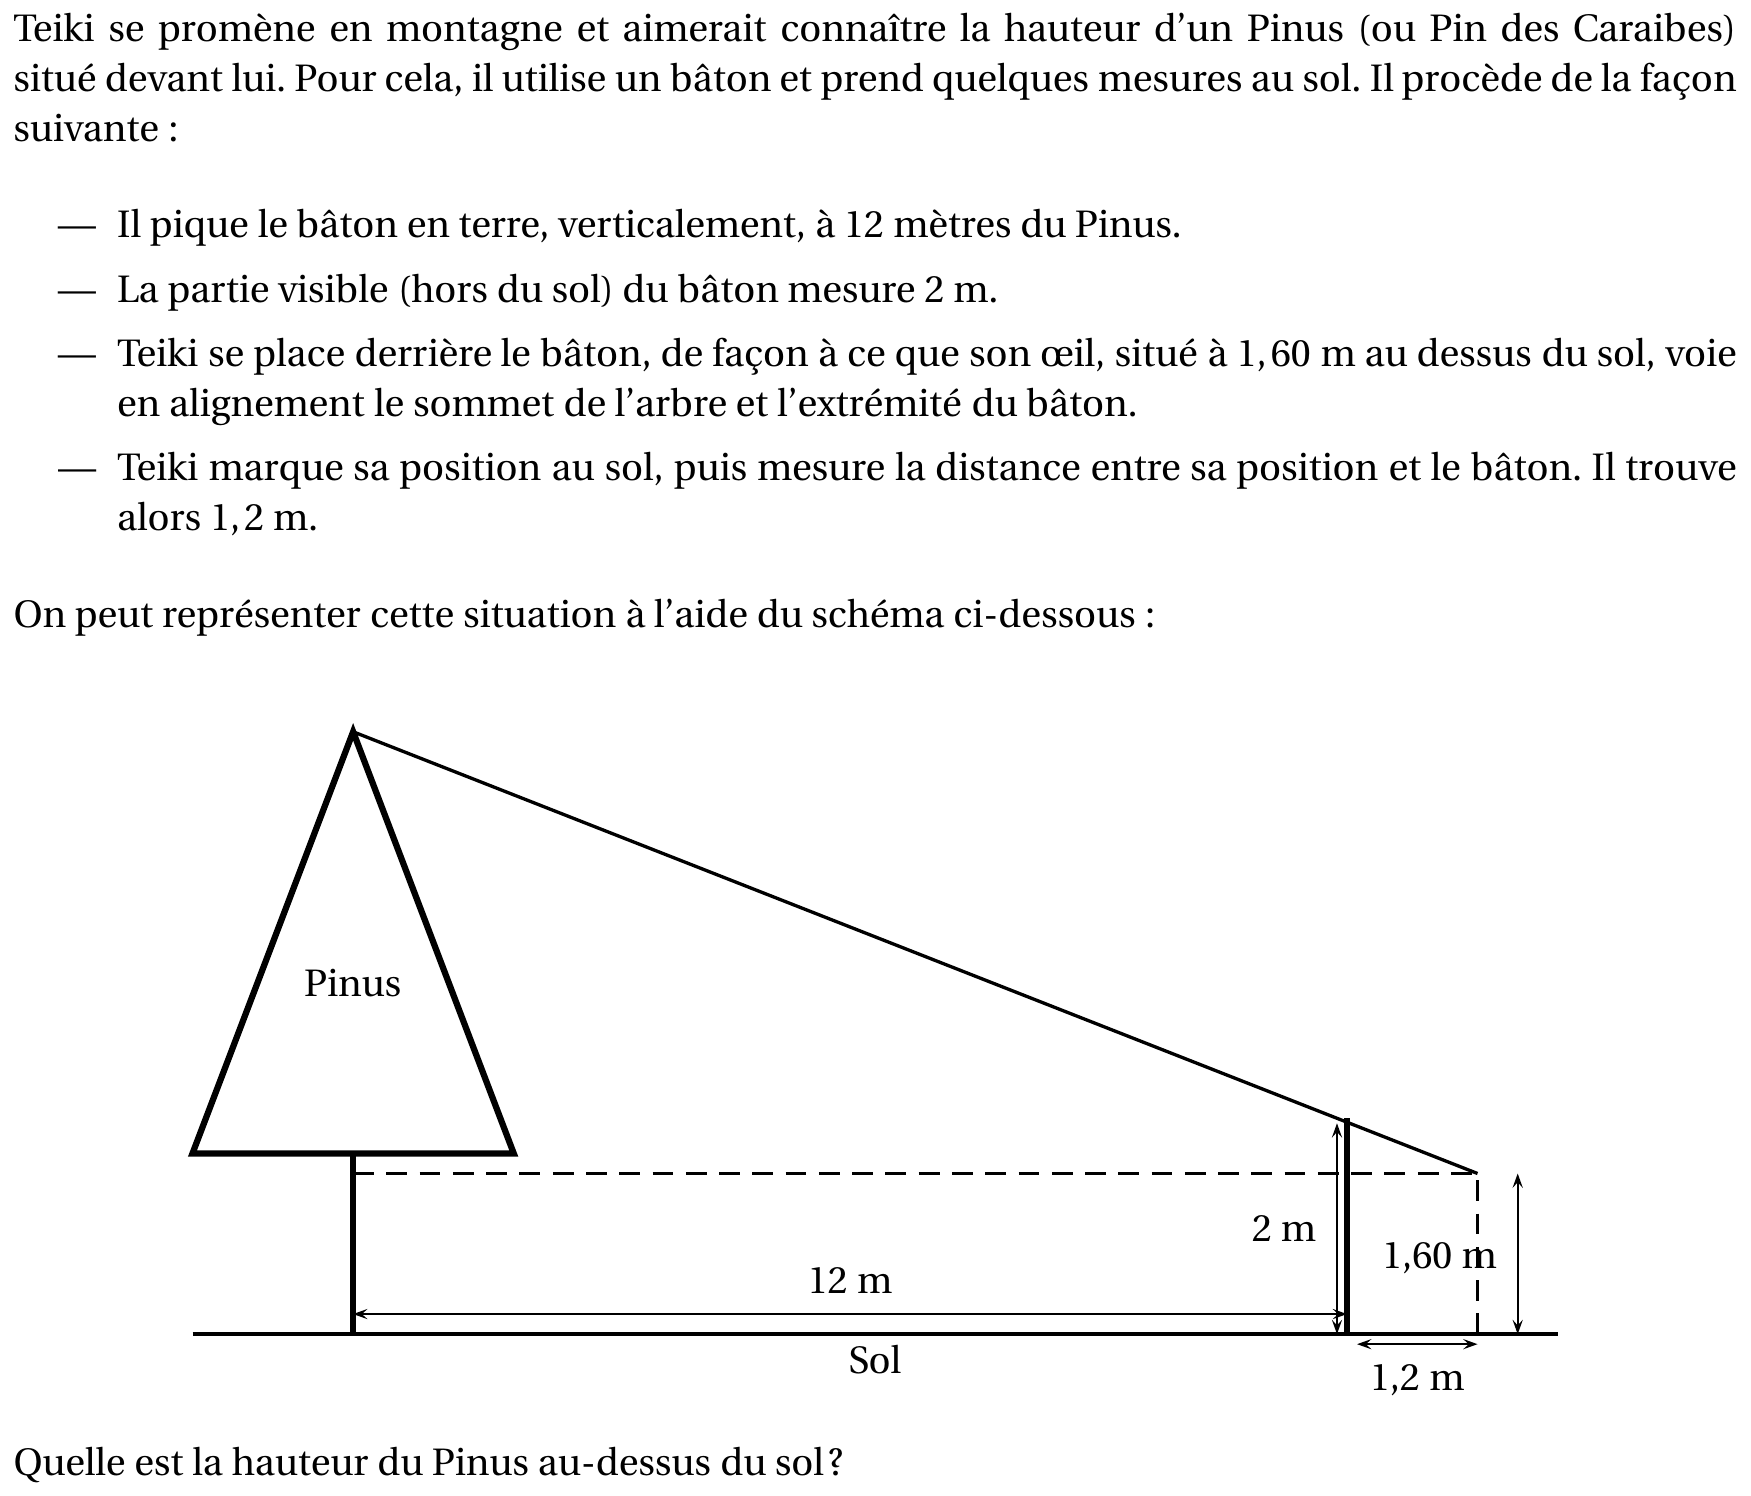 Teiki se promène en montagne et aimerait connaître la hauteur d'un Pinus (ou Pin des Caraibes)
situé devant lui. Pour cela, il utilise un bâton et prend quelques mesures au sol. Il procède de la façon
suivante :
— Il pique le bâton en terre, verticalement, à 12 mètres du Pinus.
— La partie visible (hors du sol) du bâton mesure 2 m.
— Teiki se place derrière le bâton, de façon à ce que son œil, situé à 1,60 m au dessus du sol, voie
en alignement le sommet de l'arbre et l'extrémité du bâton.
— Teiki marque sa position au sol, puis mesure la distance entre sa position et le bâton. Il trouve
alors 1,2 m.
On peut représenter cette situation à l'aide du schéma ci-dessous :
Pinus
2 m
1,60 m
12 m
Sol
1,2 m
Quelle est la hauteur du Pinus au-dessus du sol ?